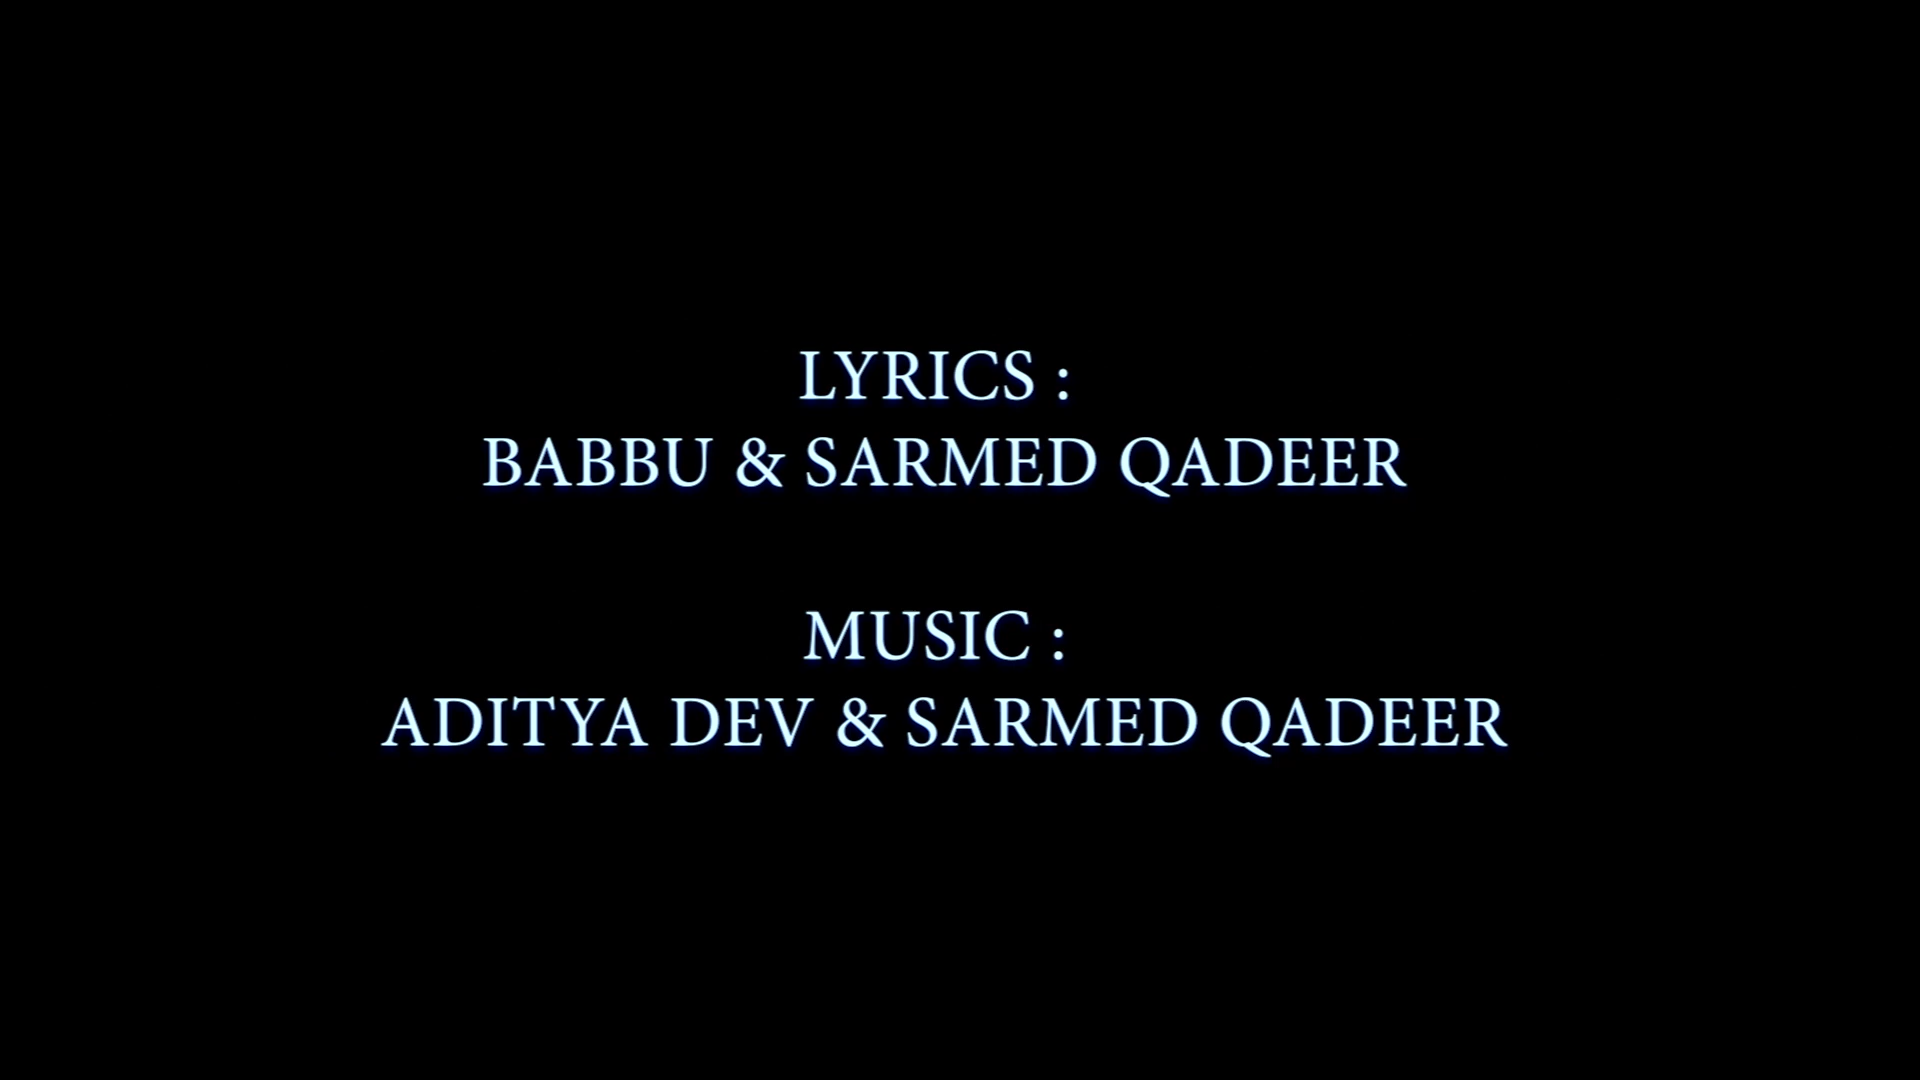 LYRICS :
BABBU & SARMED QADEER
MUSIC :
ADITYA DEV & SARMED QADEER